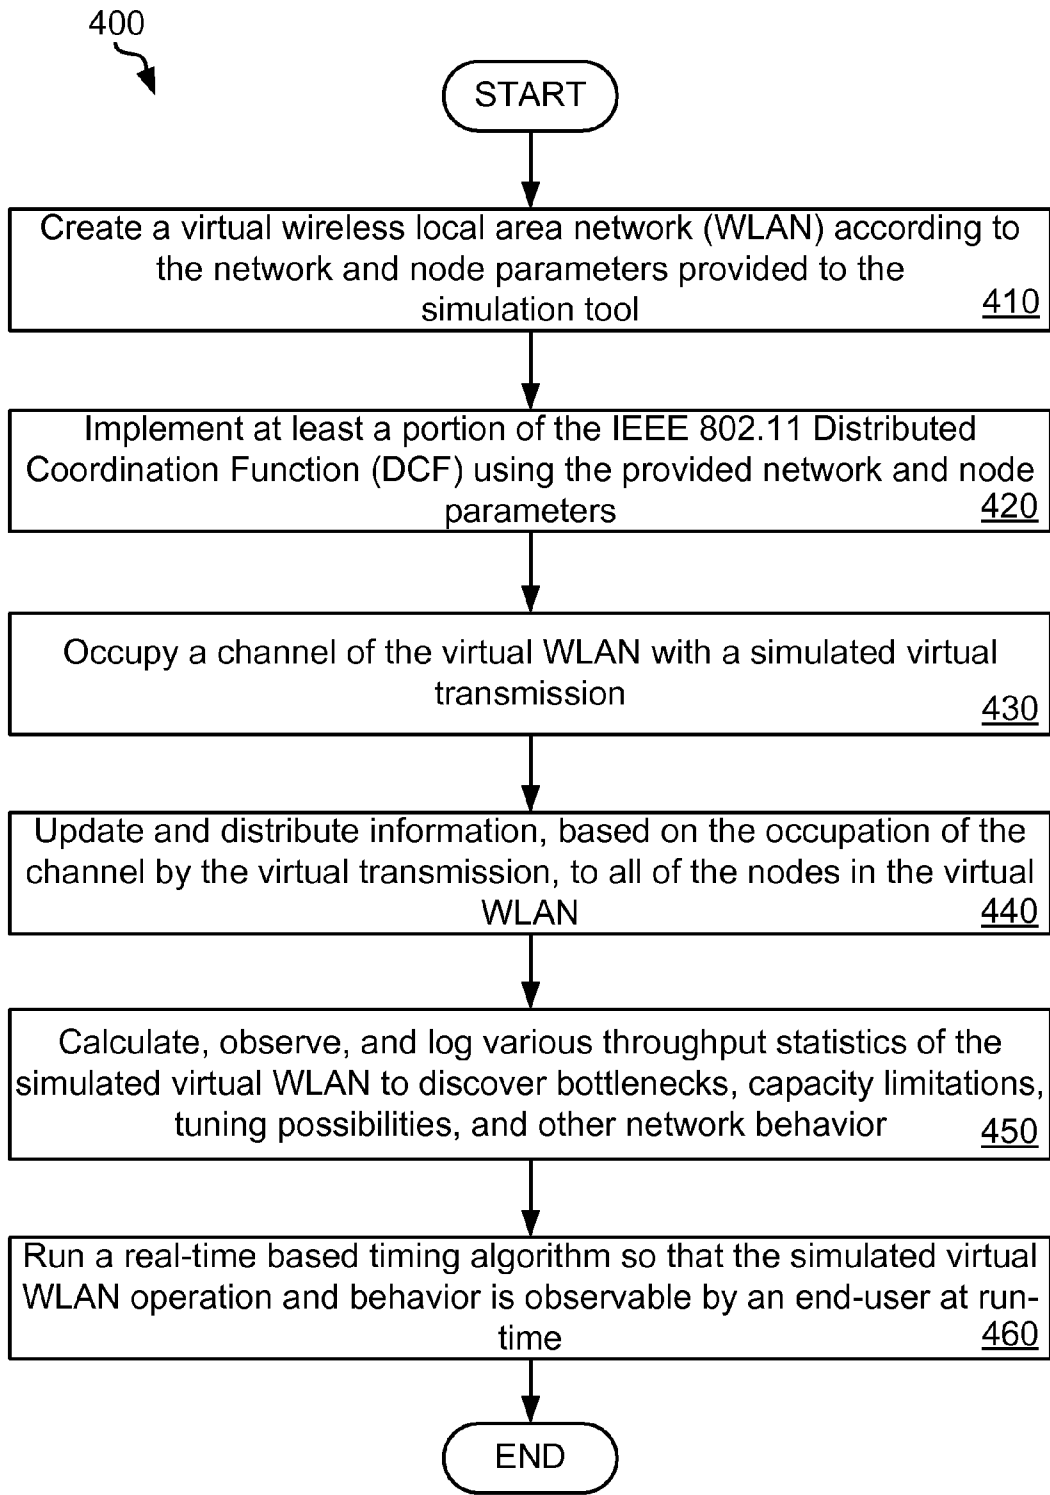 400
START
Create a virtual wireless local area network (WLAN) according to
the network and node parameters provided to the
simulation tool
410
Implement at least a portion of the IEEE 802.11 Distributed
Coordination Function (DCF) using the provided network and node
parameters
420
Occupy a channel of the virtual WLAN with a simulated virtual
transmission
430
Update and distribute information, based on the occupation of the
channel by the virtual transmission, to all of the nodes in the virtual
WLAN
440
Calculate, observe, and log various throughput statistics of the
simulated virtual WLAN to discover bottlenecks, capacity limitations,
tuning possibilities, and other network behavior
450
Run a real-time based timing algorithm so that the simulated virtual
WLAN operation and behavior is observable by an end-user at run-
time
460
END